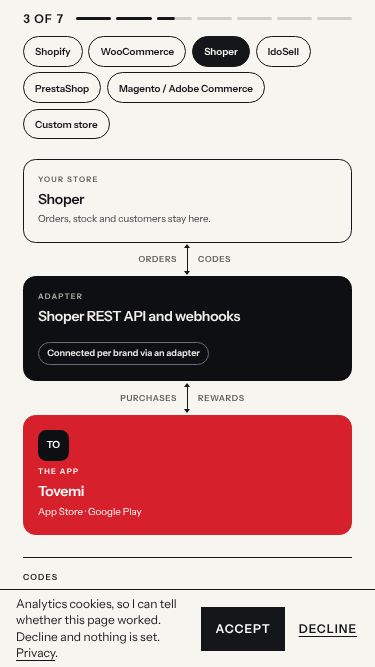 3 OF 7
Shopify
WooCommerce
Shoper
IdoSell
PrestaShop
Magento / Adobe Commerce
Custom store
YOUR STORE
Shoper
Orders, stock and customers stay here.
ORDERS
CODES
ADAPTER
Shoper REST API and webhooks
Connected per brand via an adapter
PURCHASES
REWARDS
TO
THE APP
Tovemi
App Store · Google Play
CODES
Analytics cookies, so I can tell
whether this page worked.
Decline and nothing is set.
Privacy.
ACCEPT
DECLINE